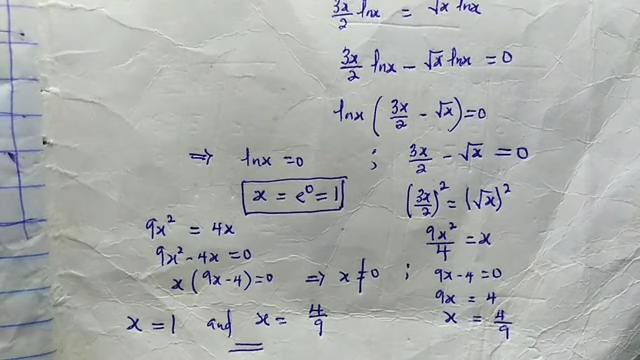 3x/2 lnx = √x lnx
3x/2 lnx - √x lnx = 0
lnx (3x/2 - √x) = 0
⇒ lnx = 0 ; 3x/2 - √x = 0
x = e⁰ = 1 (3x/2)² = (√x)²
9x² = 4x 9x²/4 = x
9x² - 4x = 0
x (9x-4) = 0 ⇒ x ≠ 0 ; 9x-4 = 0
9x = 4
x = 1 and x = 4/9 x = 4/9